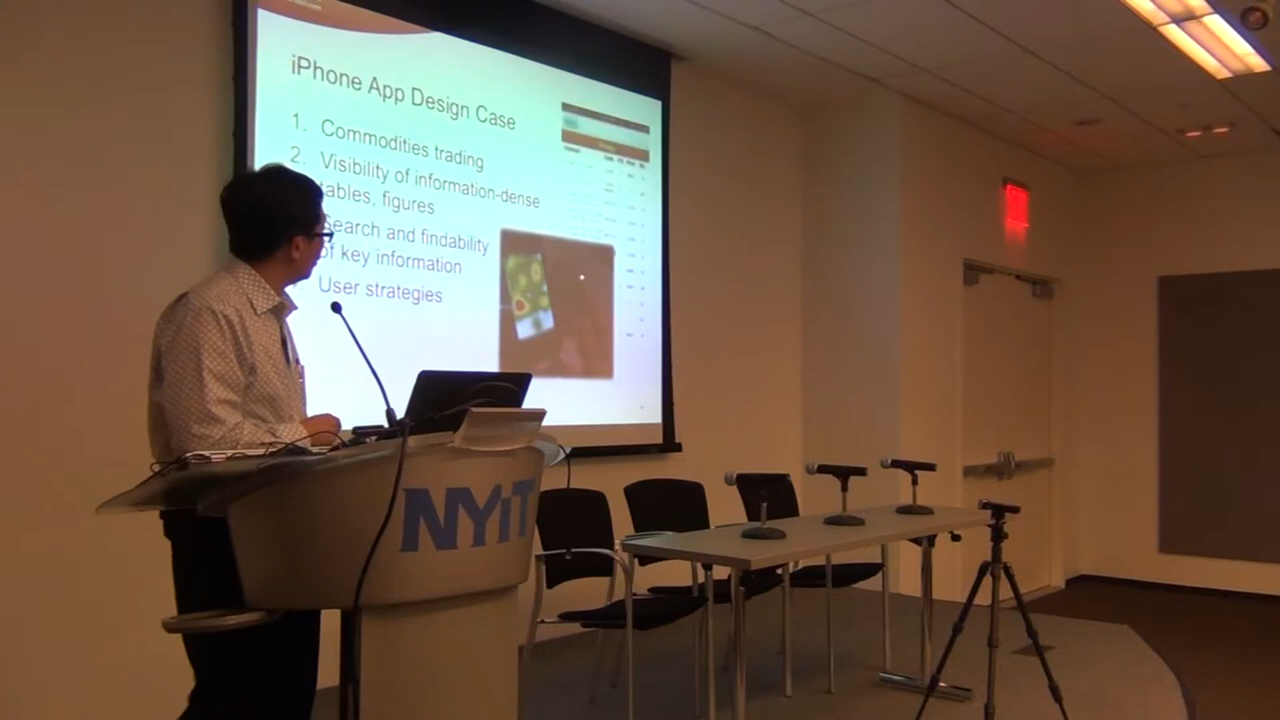 iPhone App Design Case
1. Commodities trading
2. Visibility of information-dense
tables, figures
Search and findability
of key information
User strategies
NYiT